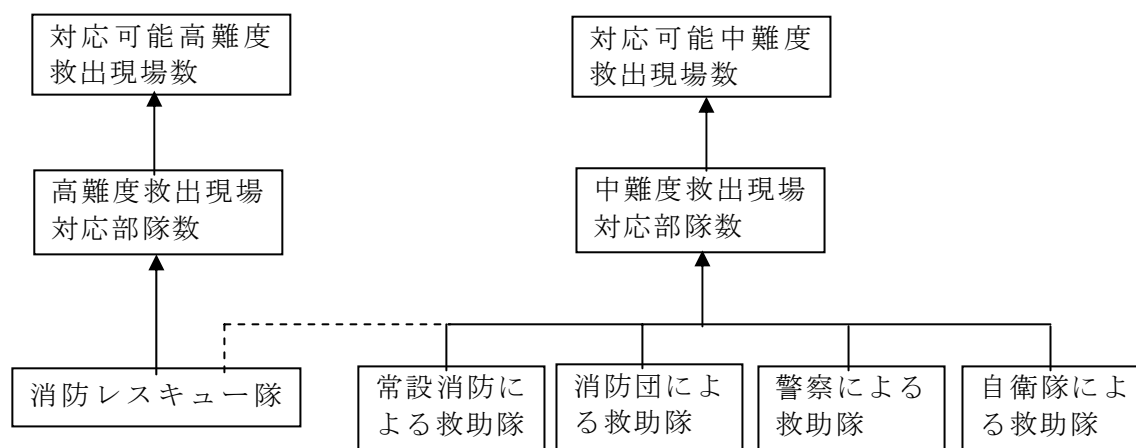 対応可能高難度
救出現場数
対応可能中難度
救出現場数
高難度救出現場
対応部隊数
中難度救出現場
対応部隊数
消防レスキュー隊
常設消防に
よる救助隊
消防団によ
る救助隊
警察による
救助隊
自衛隊によ
る救助隊